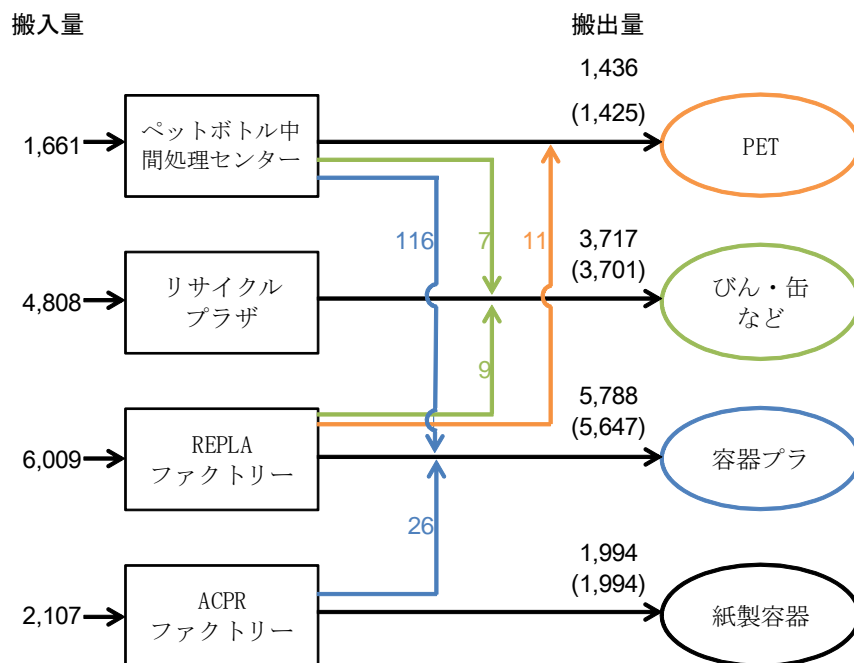 搬入量
搬出量
1,661
ペットボトル中
間処理センター
1,436
(1,425)
PET
116
7
11
4,808
リサイクル
プラザ
3,717
(3,701)
びん・缶
など
9
6,009
REPLA
ファクトリー
5,788
(5,647)
容器プラ
26
2,107
ACPR
ファクトリー
1,994
(1,994)
紙製容器